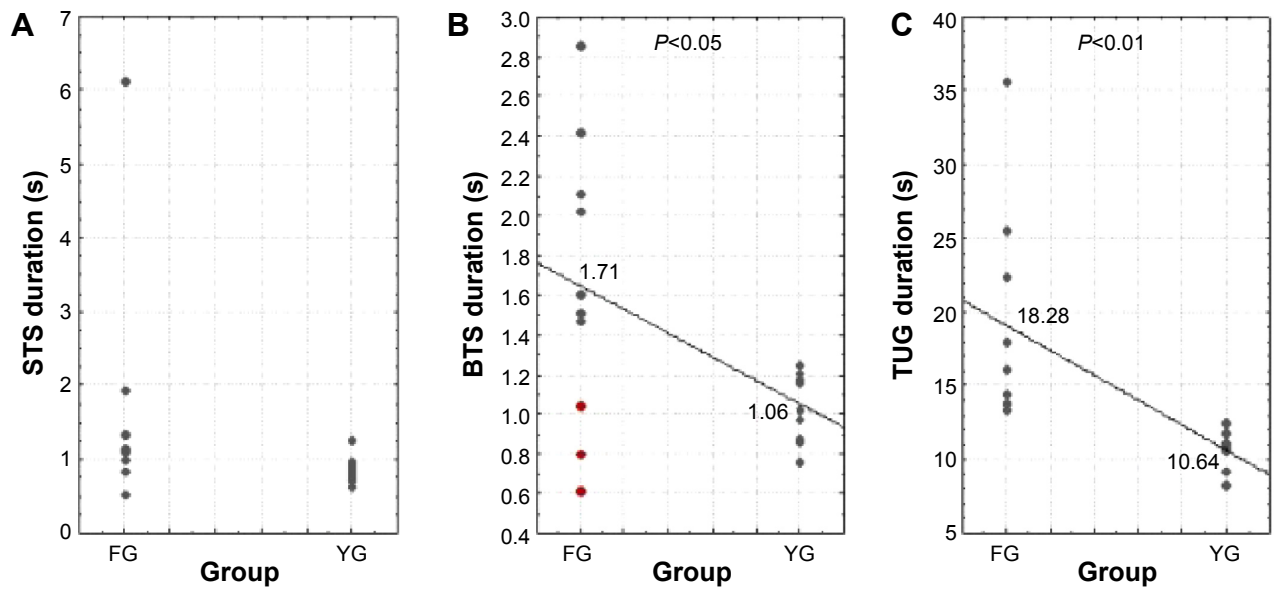 A
STS duration (s)
7
6
5
4
3
2
1
0
FG
YG
Group
B
BTS duration (s)
3.0
2.8
2.6
2.4
2.2
2.0
1.8
1.6
1.4
1.2
1.0
0.8
0.6
0.4
P<0.05
1.71
1.06
FG
YG
Group
C
TUG duration (s)
40
35
30
25
20
15
10
5
P<0.01
18.28
10.64
FG
YG
Group